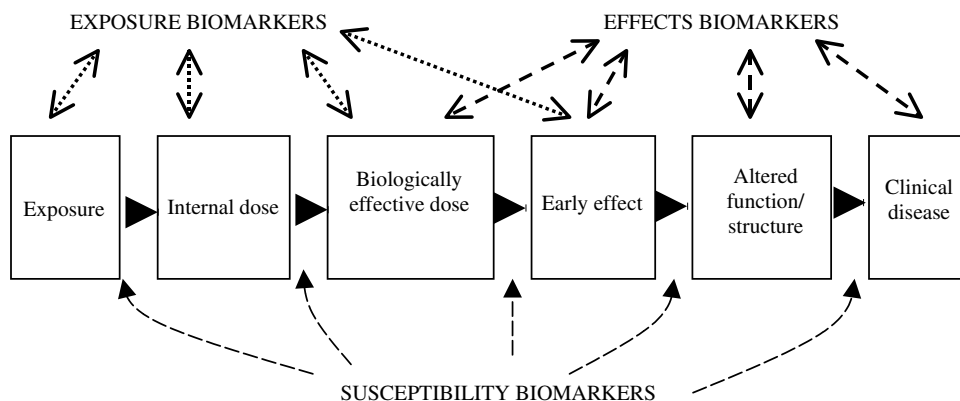 EXPOSURE BIOMARKERS
EFFECTS BIOMARKERS
Exposure
Internal dose
Biologically
effective dose
Early effect
Altered
function/
structure
Clinical
disease
SUSCEPTIBILITY BIOMARKERS